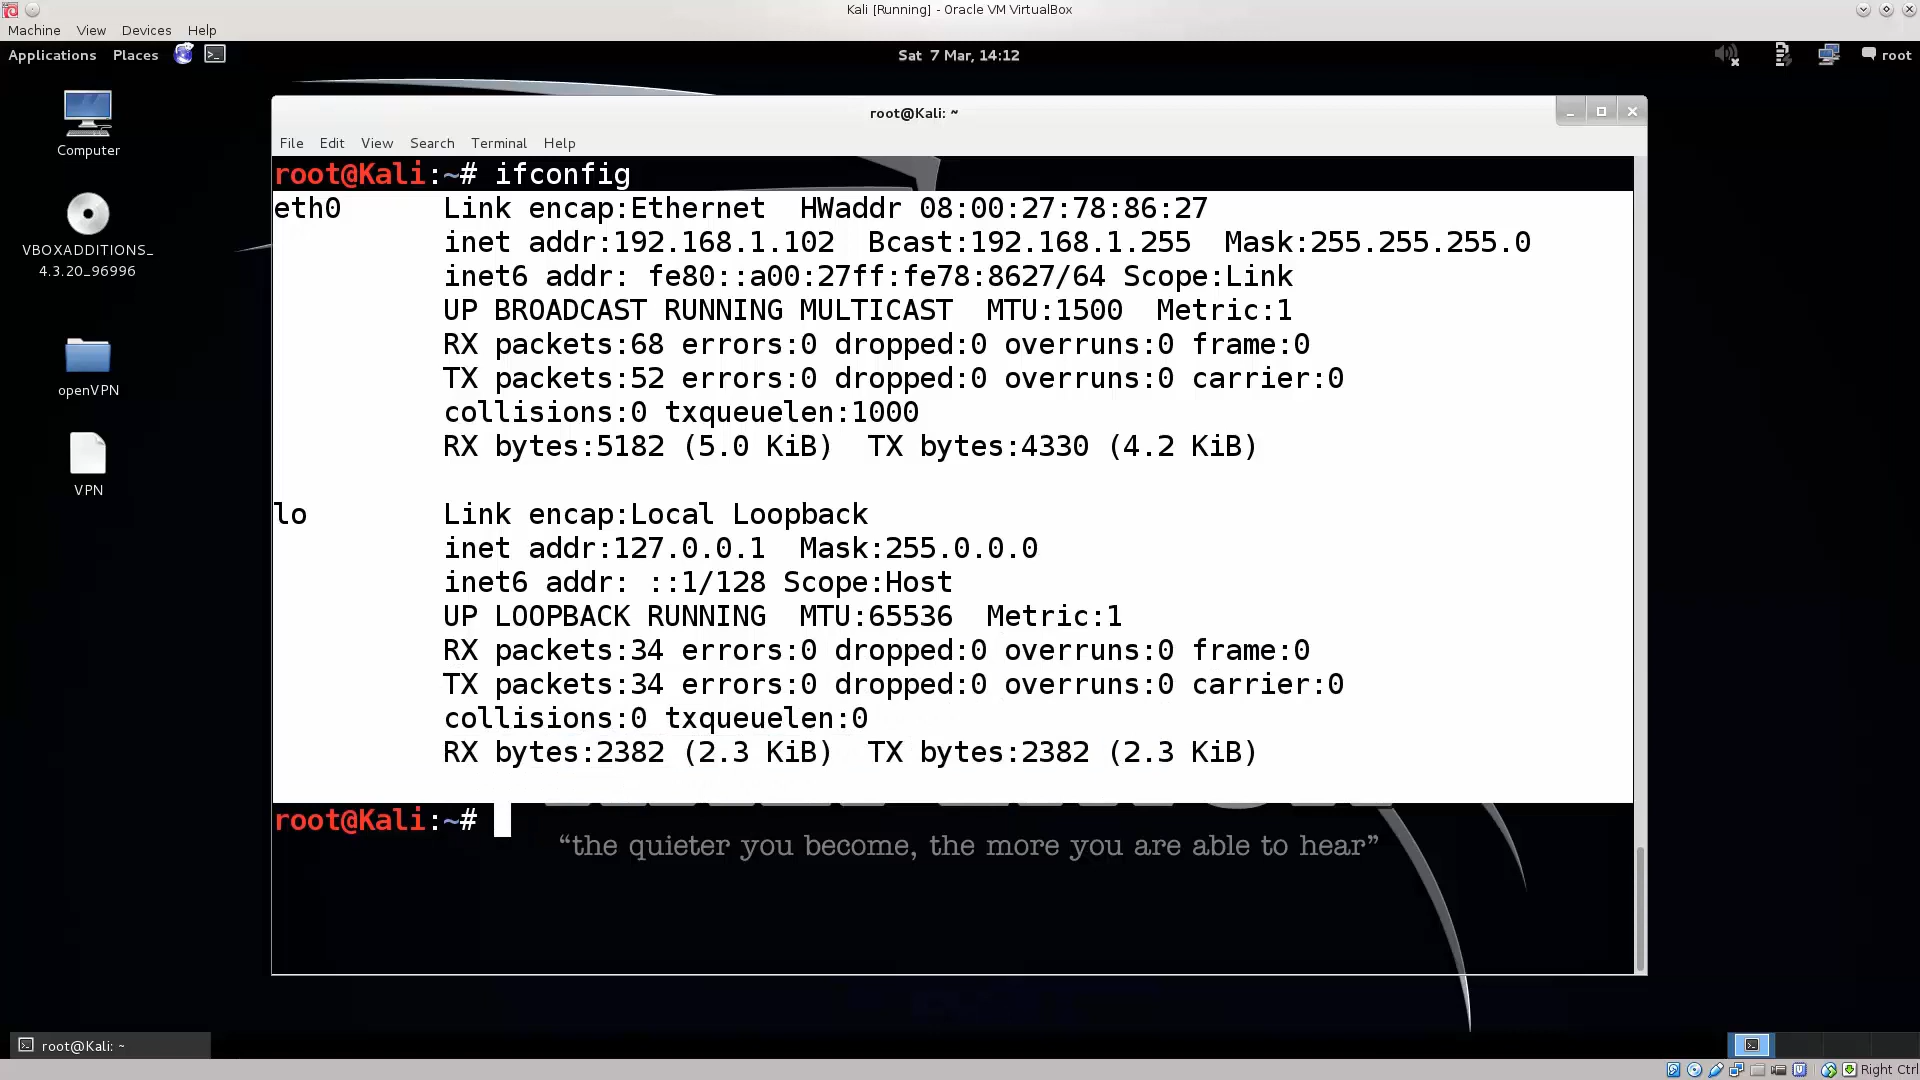 Kali [Running] - Oracle VM VirtualBox
Machine View Devices Help
Applications Places Sat 7 Mar, 14:12 root
Computer
VBOXADDITIONS_
4.3.20_96996
openVPN
VPN
root@Kali: ~
File Edit View Search Terminal Help
root@Kali:~# ifconfig
eth0 Link encap:Ethernet HWaddr 08:00:27:78:86:27
inet addr:192.168.1.102 Bcast:192.168.1.255 Mask:255.255.255.0
inet6 addr: fe80::a00:27ff:fe78:8627/64 Scope:Link
UP BROADCAST RUNNING MULTICAST MTU:1500 Metric:1
RX packets:68 errors:0 dropped:0 overruns:0 frame:0
TX packets:52 errors:0 dropped:0 overruns:0 carrier:0
collisions:0 txqueuelen:1000
RX bytes:5182 (5.0 KiB) TX bytes:4330 (4.2 KiB)
lo Link encap:Local Loopback
inet addr:127.0.0.1 Mask:255.0.0.0
inet6 addr: ::1/128 Scope:Host
UP LOOPBACK RUNNING MTU:65536 Metric:1
RX packets:34 errors:0 dropped:0 overruns:0 frame:0
TX packets:34 errors:0 dropped:0 overruns:0 carrier:0
collisions:0 txqueuelen:0
RX bytes:2382 (2.3 KiB) TX bytes:2382 (2.3 KiB)
root@Kali:~#
“the quieter you become, the more you are able to hear”
root@Kali: ~
Right Ctrl